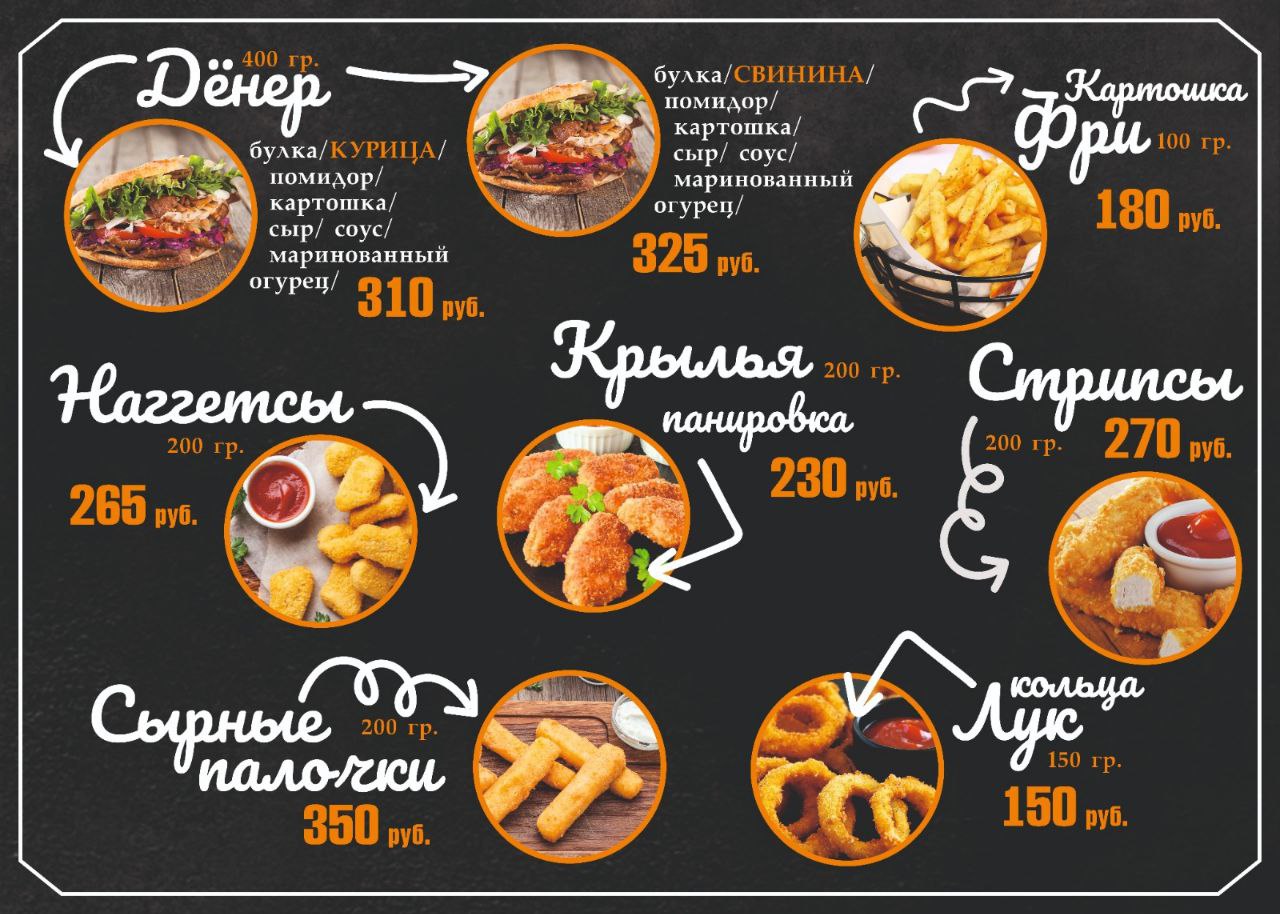 Дёнер
400 гр.
булка/КУРИЦА/
помидор/
картошка/
сыр/ соус/
маринованный
огурец/
310 руб.
булка/СВИНИНА/
помидор/
картошка/
сыр/ соус/
маринованный
огурец/
325 руб.
Картошка
Фри 100 гр.
180 руб.
Наггетсы
200 гр.
265 руб.
Крылья 200 гр.
панировка
230 руб.
Стрипсы
200 гр.
270 руб.
Сырные
200 гр.
палочки
350 руб.
кольца
Лук
150 гр.
150 руб.